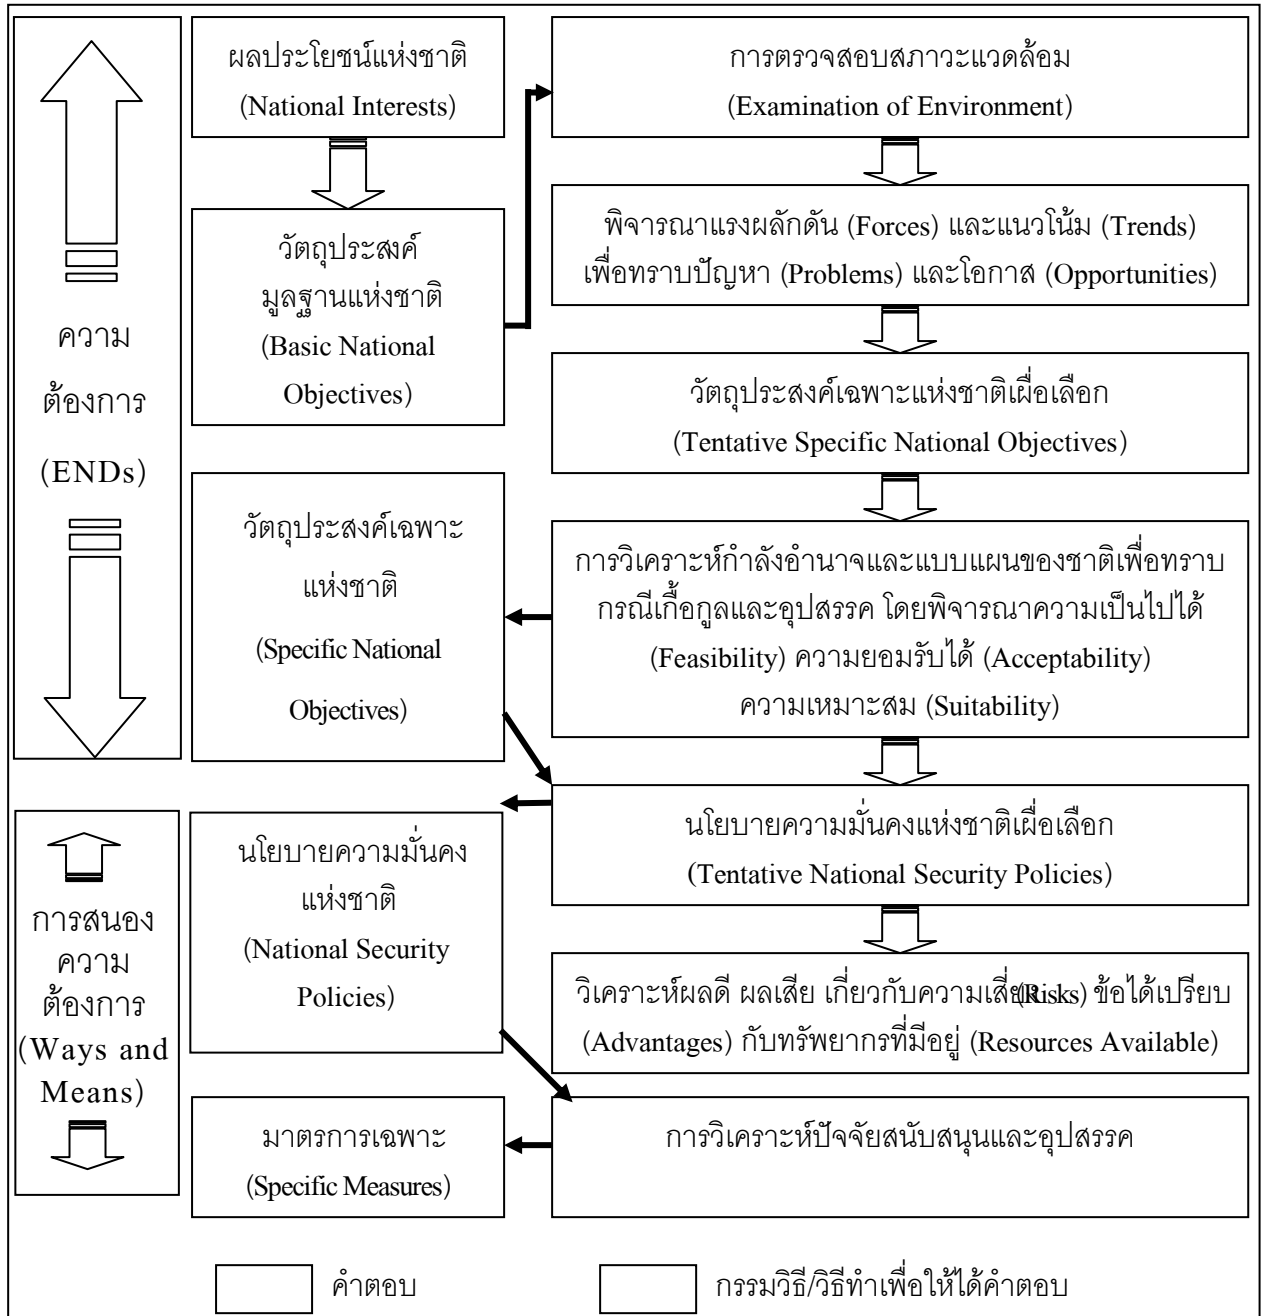 ผลประโยชน์แห่งชาติ
(National Interests)
การตรวจสอบสภาวะแวดล้อม
(Examination of Environment)
วัตถุประสงค์
มูลฐานแห่งชาติ
(Basic National
Objectives)
พิจารณาแรงผลักดัน (Forces) และแนวโน้ม (Trends)
เพื่อทราบปัญหา (Problems) และโอกาส (Opportunities)
ความ
ต้องการ
(ENDs)
วัตถุประสงค์เฉพาะแห่งชาติเผื่อเลือก
(Tentative Specific National Objectives)
วัตถุประสงค์เฉพาะ
แห่งชาติ
(Specific National
Objectives)
การวิเคราะห์กำลังอำนาจและแบบแผนของชาติเพื่อทราบ
กรณีเกื้อกูลและอุปสรรค โดยพิจารณาความเป็นไปได้
(Feasibility) ความยอมรับได้ (Acceptability)
ความเหมาะสม (Suitability)
การสนอง
ความ
ต้องการ
(Ways and
Means)
นโยบายความมั่นคง
แห่งชาติ
(National Security
Policies)
นโยบายความมั่นคงแห่งชาติเผื่อเลือก
(Tentative National Security Policies)
วิเคราะห์ผลดี ผลเสีย เกี่ยวกับความเสี่ยง(Risks) ข้อได้เปรียบ
(Advantages) กับทรัพยากรที่มีอยู่ (Resources Available)
มาตรการเฉพาะ
(Specific Measures)
การวิเคราะห์ปัจจัยสนับสนุนและอุปสรรค
คำตอบ
กรรมวิธี/วิธีทำเพื่อให้ได้คำตอบ